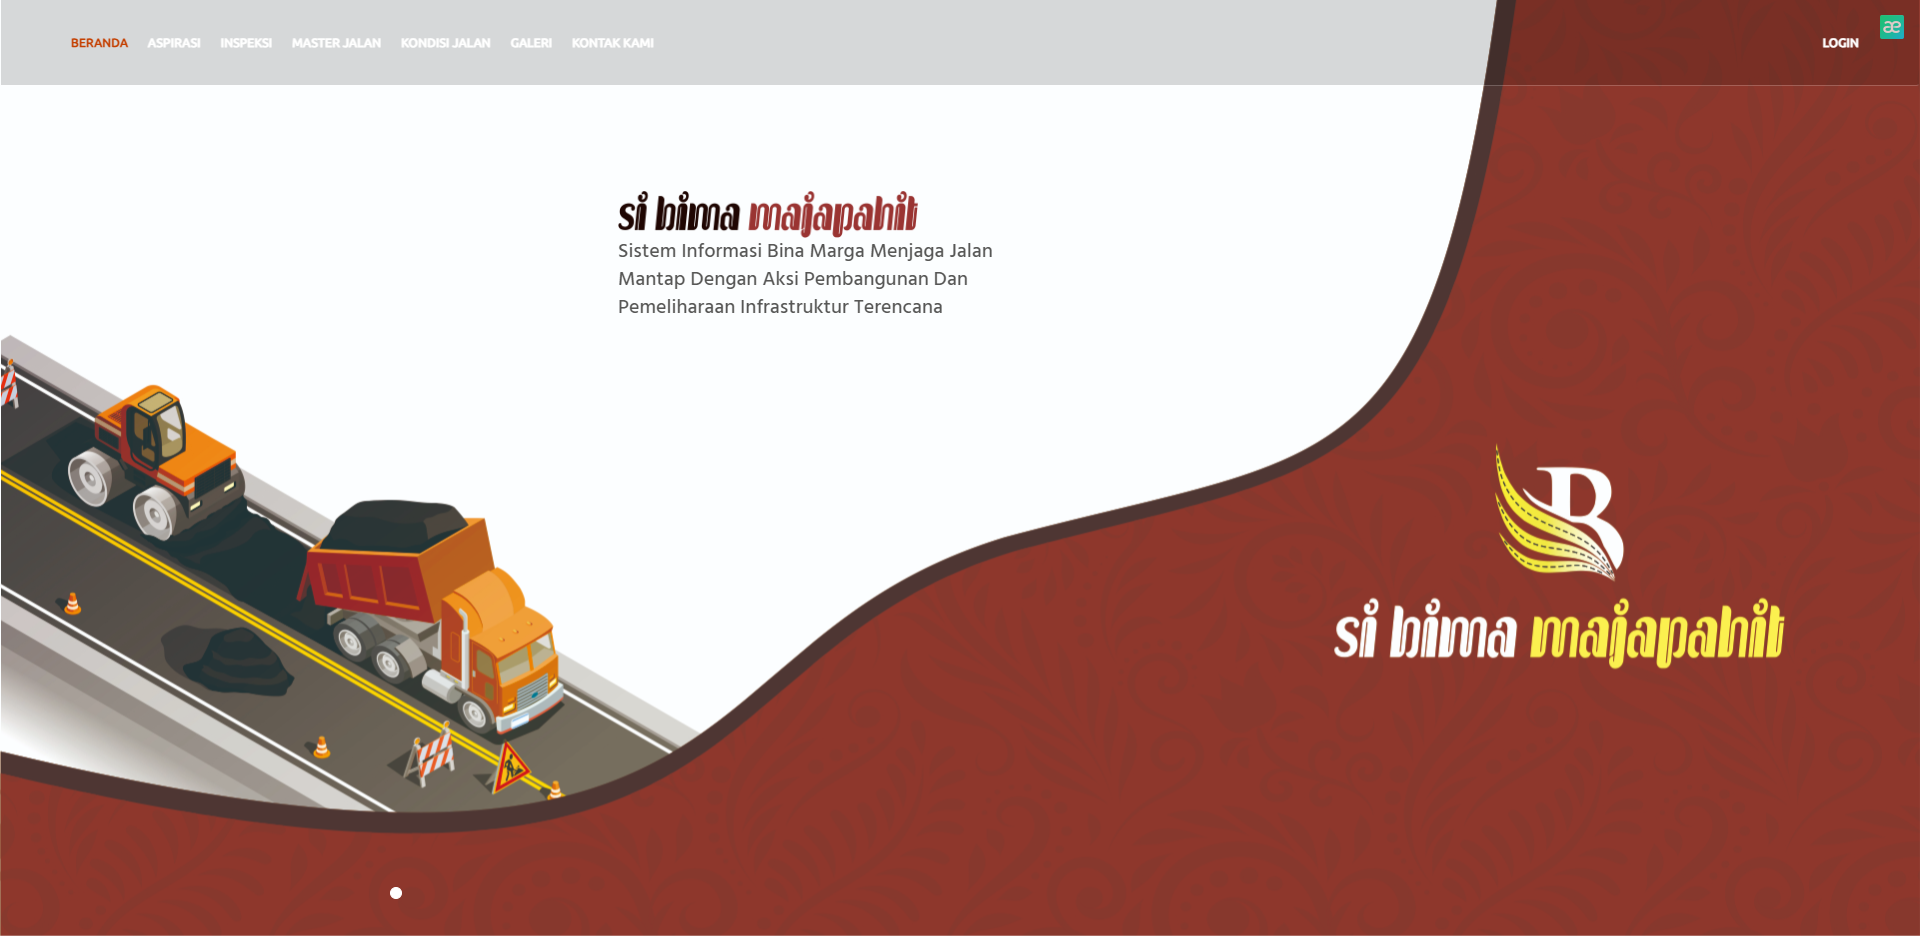 BERANDA ASPIRASI INSPEKSI MASTER JALAN KONDISI JALAN GALERI KONTAK KAMI LOGIN
æ
si bima majapahit
Sistem Informasi Bina Marga Menjaga Jalan
Mantap Dengan Aksi Pembangunan Dan
Pemeliharaan Infrastruktur Terencana
B
si bima majapahit